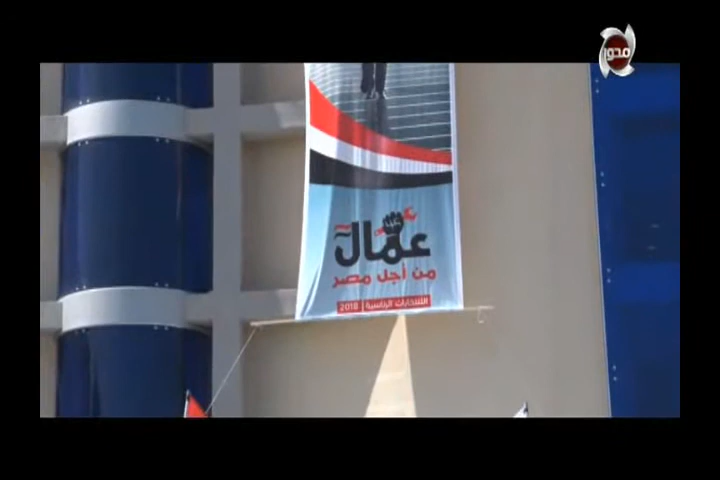 محور
عمال
من أجل مصر
الانتخابات الرئاسية | 2018